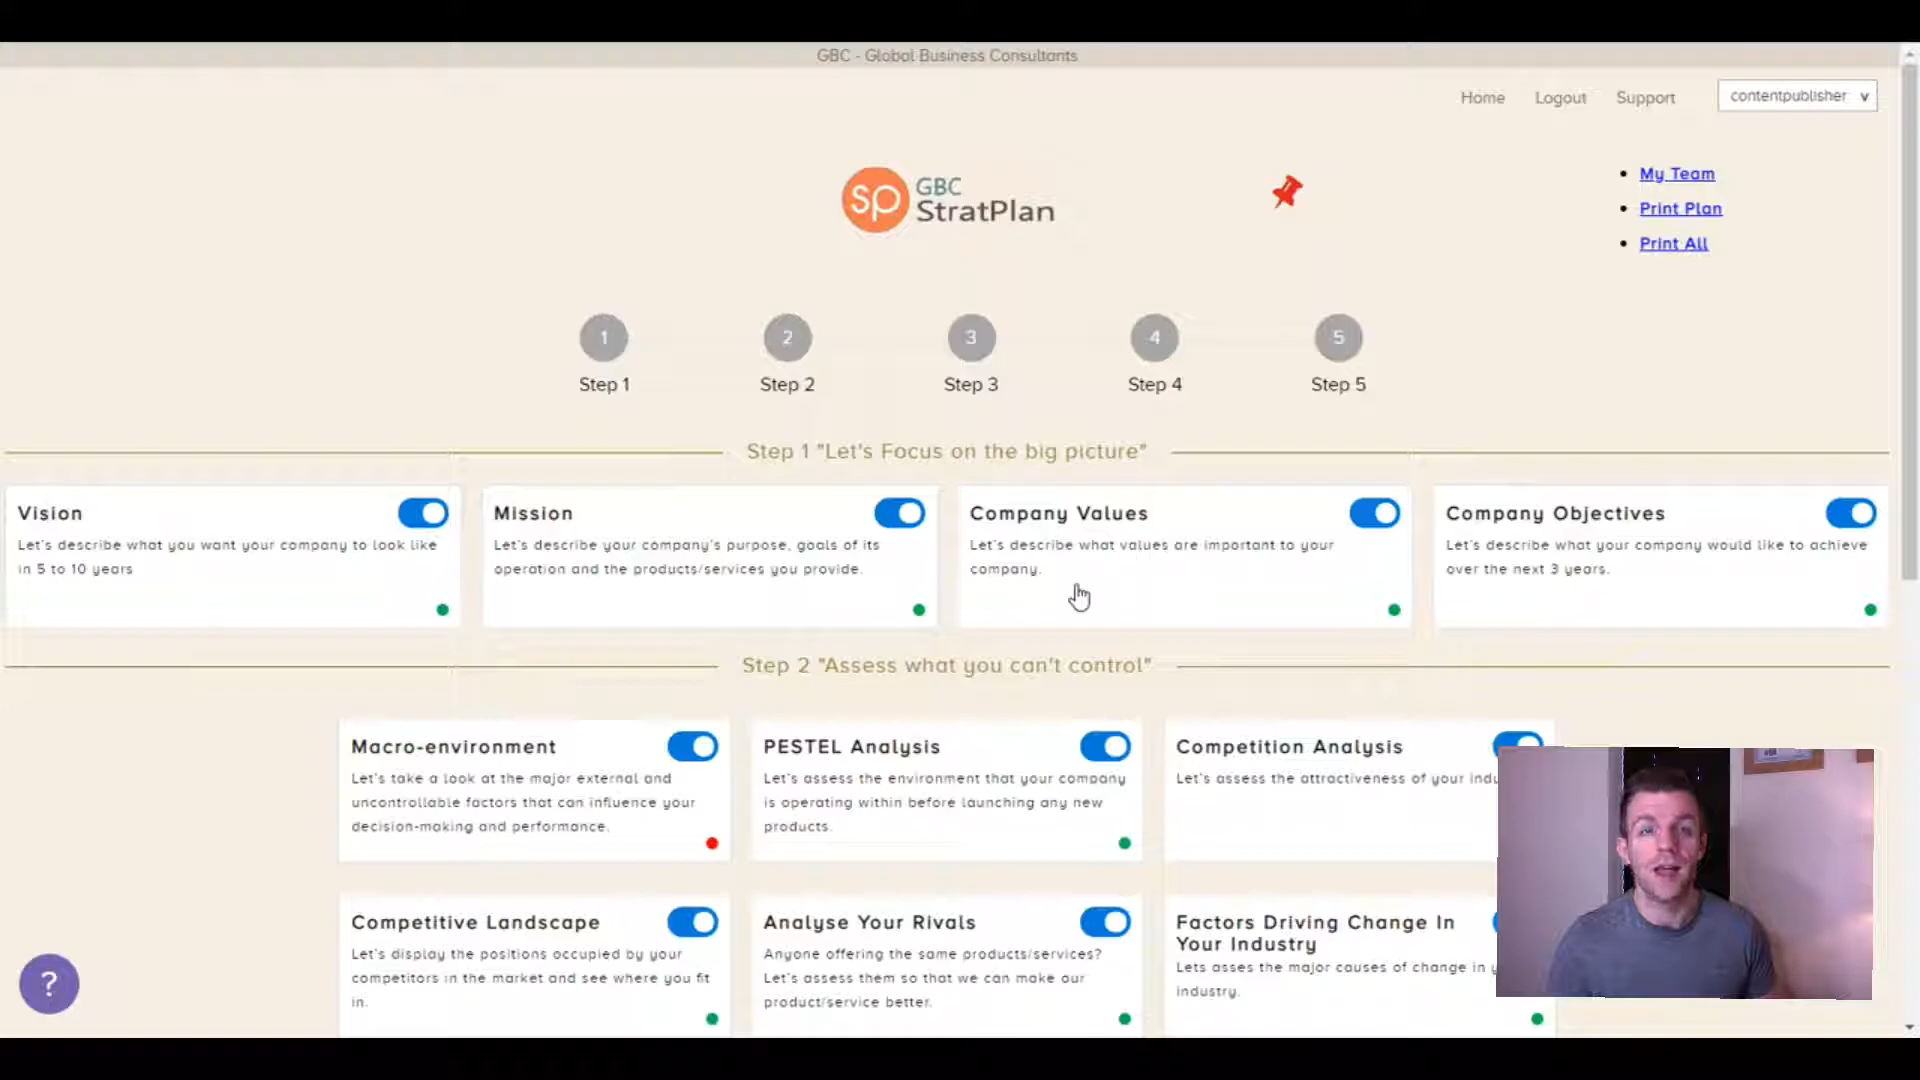 GBC - Global Business Consultants
Home
Logout
Support
contentpublisher v
sp GBC
StratPlan
My Team
Print Plan
Print All
1
2
3
4
5
Step 1
Step 2
Step 3
Step 4
Step 5
Step 1 "Let's Focus on the big picture"
Vision
Let's describe what you want your company to look like
in 5 to 10 years
Mission
Let's describe your company's purpose, goals of its
operation and the products/services you provide.
Company Values
Let's describe what values are important to your
company.
Company Objectives
Let's describe what your company would like to achieve
over the next 3 years.
Step 2 "Assess what you can't control"
Macro-environment
Let's take a look at the major external and
uncontrollable factors that can influence your
decision-making and performance.
PESTEL Analysis
Let's assess the environment that your company
is operating within before launching any new
products.
Competition Analysis
Let's assess the attractiveness of your indu
Competitive Landscape
Let's display the positions occupied by your
competitors in the market and see where you fit
in.
Analyse Your Rivals
Anyone offering the same products/services?
Let's assess them so that we can make our
product/service better.
Factors Driving Change In
Your Industry
Lets asses the major causes of change in y
industry.
?